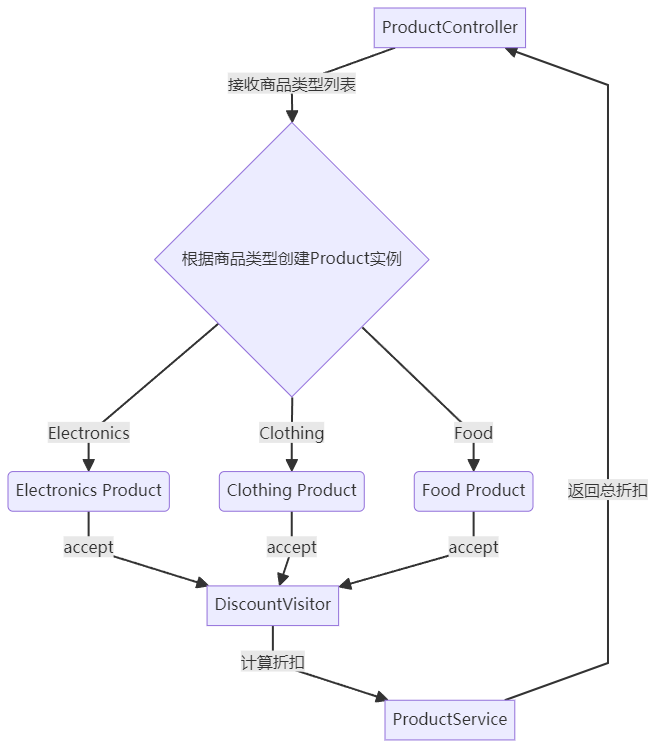 ProductController
接收商品类型列表
根据商品类型创建Product实例
Electronics
Clothing
Food
Electronics Product
Clothing Product
Food Product
返回总折扣
accept
accept
accept
DiscountVisitor
计算折扣
ProductService